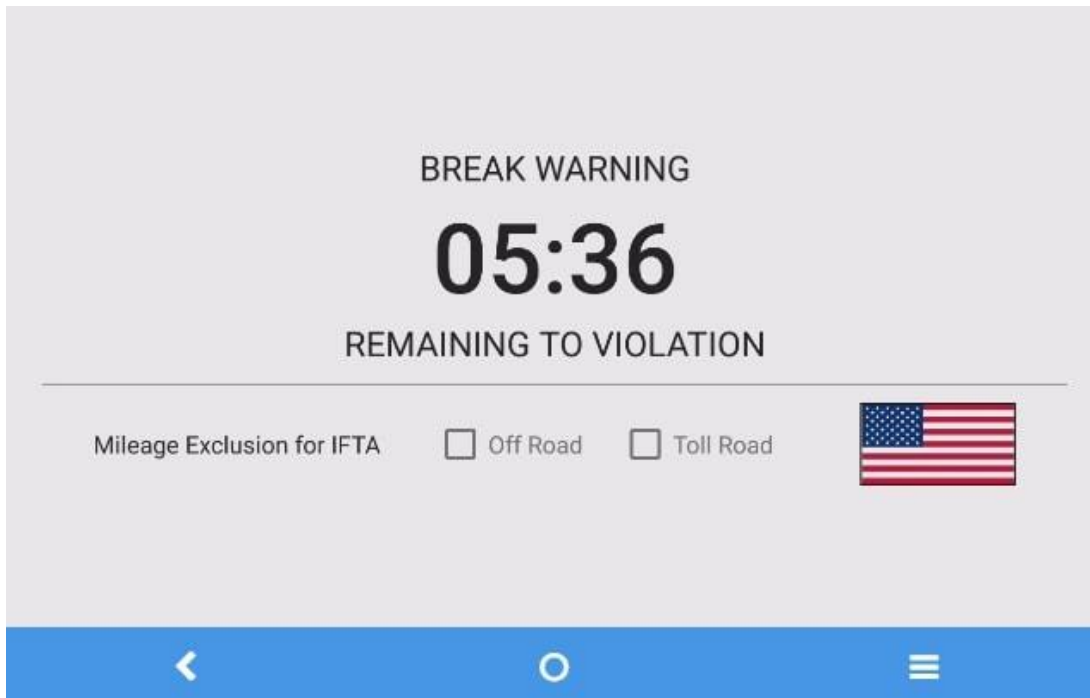 BREAK WARNING
05:36
REMAINING TO VIOLATION
Mileage Exclusion for IFTA Off Road Toll Road